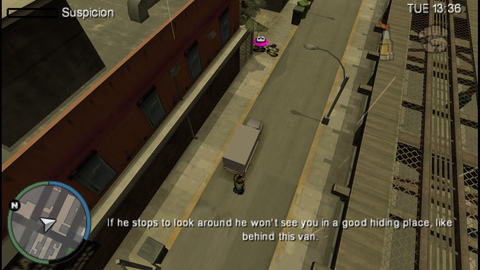 Suspicion
TUE 13:36
N
If he stops to look around he won't see you in a good hiding place, like
behind this van.